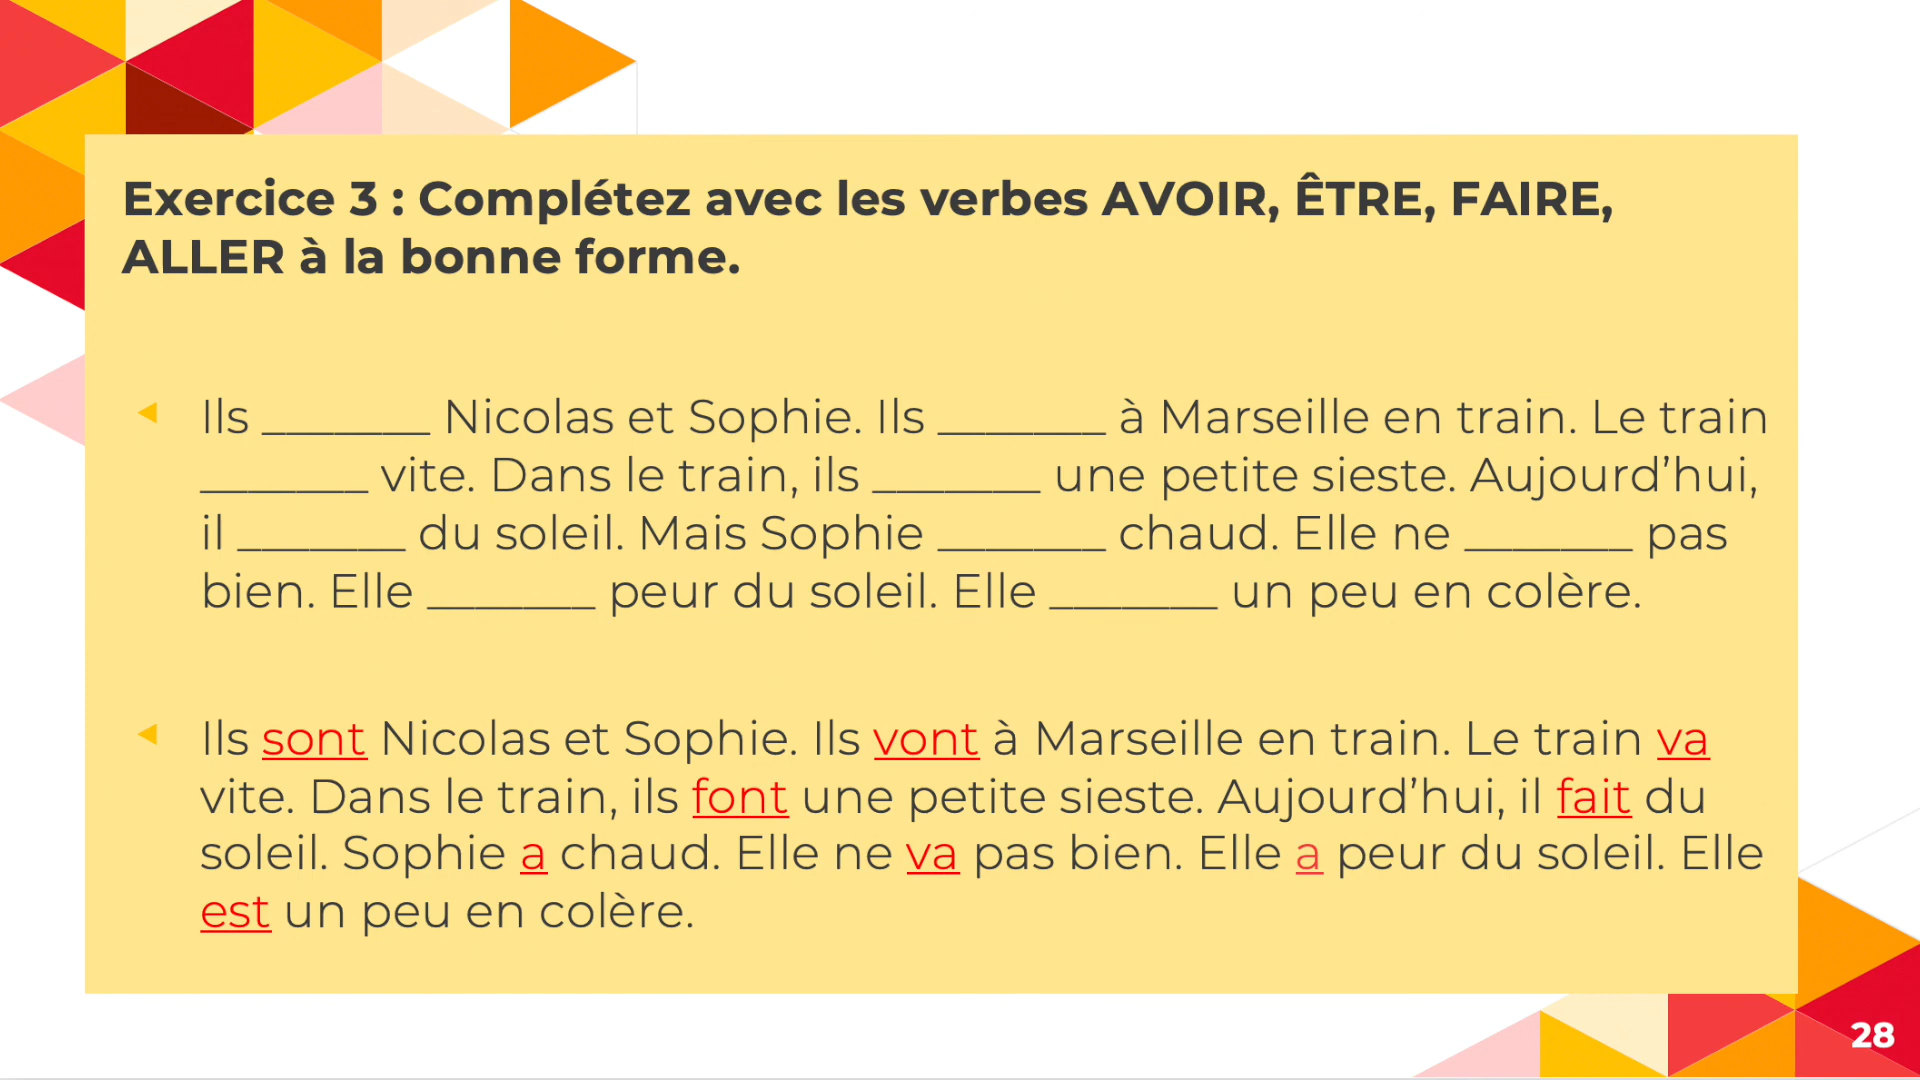 Exercice 3 : Complétez avec les verbes AVOIR, ÊTRE, FAIRE,
ALLER à la bonne forme.
Ils _______ Nicolas et Sophie. Ils _______ à Marseille en train. Le train
_______ vite. Dans le train, ils _______ une petite sieste. Aujourd’hui,
il _______ du soleil. Mais Sophie _______ chaud. Elle ne _______ pas
bien. Elle _______ peur du soleil. Elle _______ un peu en colère.
Ils sont Nicolas et Sophie. Ils vont à Marseille en train. Le train va
vite. Dans le train, ils font une petite sieste. Aujourd’hui, il fait du
soleil. Sophie a chaud. Elle ne va pas bien. Elle a peur du soleil. Elle
est un peu en colère.
28